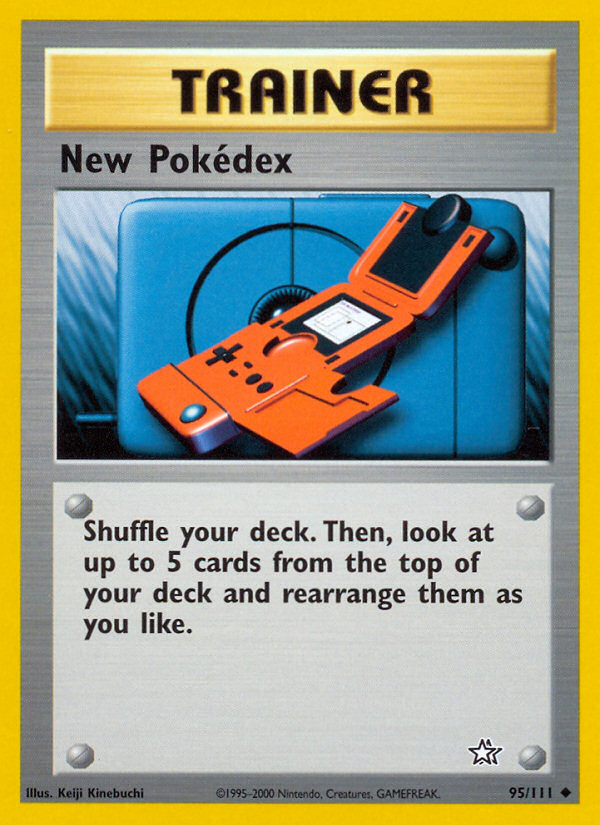 TRAINER
New Pokédex
Shuffle your deck. Then, look at
up to 5 cards from the top of
your deck and rearrange them as
you like.
Illus. Keiji Kinebuchi
©1995–2000 Nintendo, Creatures, GAMEFREAK.
95/111 ◆